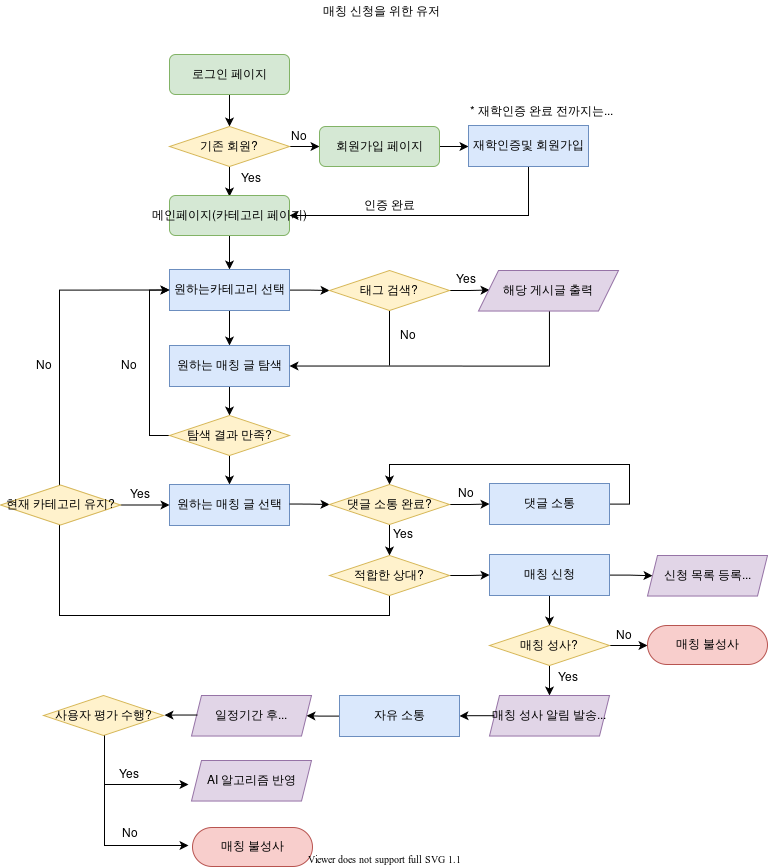 매칭 신청을 위한 유저
로그인 페이지
* 재학인증 완료 전까지는...
기존 회원?
No
회원가입 페이지
재학인증및 회원가입
Yes
인증 완료
메인페이지(카테고리 페이지)
원하는카테고리 선택
태그 검색?
Yes
해당 게시글 출력
No
No
No
원하는 매칭 글 탐색
탐색 결과 만족?
현재 카테고리 유지?
Yes
원하는 매칭 글 선택
댓글 소통 완료?
No
댓글 소통
Yes
적합한 상대?
매칭 신청
신청 목록 등록...
매칭 성사?
No
매칭 불성사
Yes
사용자 평가 수행?
일정기간 후...
자유 소통
매칭 성사 알림 발송...
Yes
AI 알고리즘 반영
No
매칭 불성사
Viewer does not support full SVG 1.1